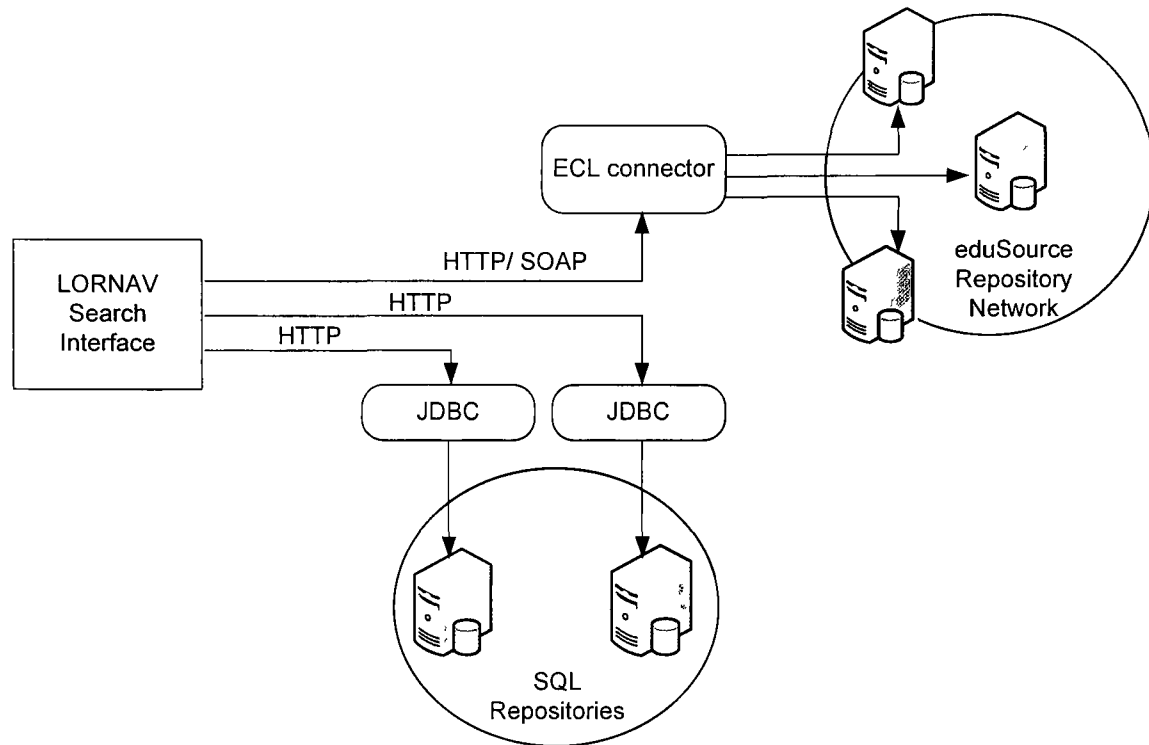 ECL connector
eduSource
Repository
Network
LORNAV
Search
Interface
HTTP/ SOAP
HTTP
HTTP
JDBC
JDBC
SQL
Repositories